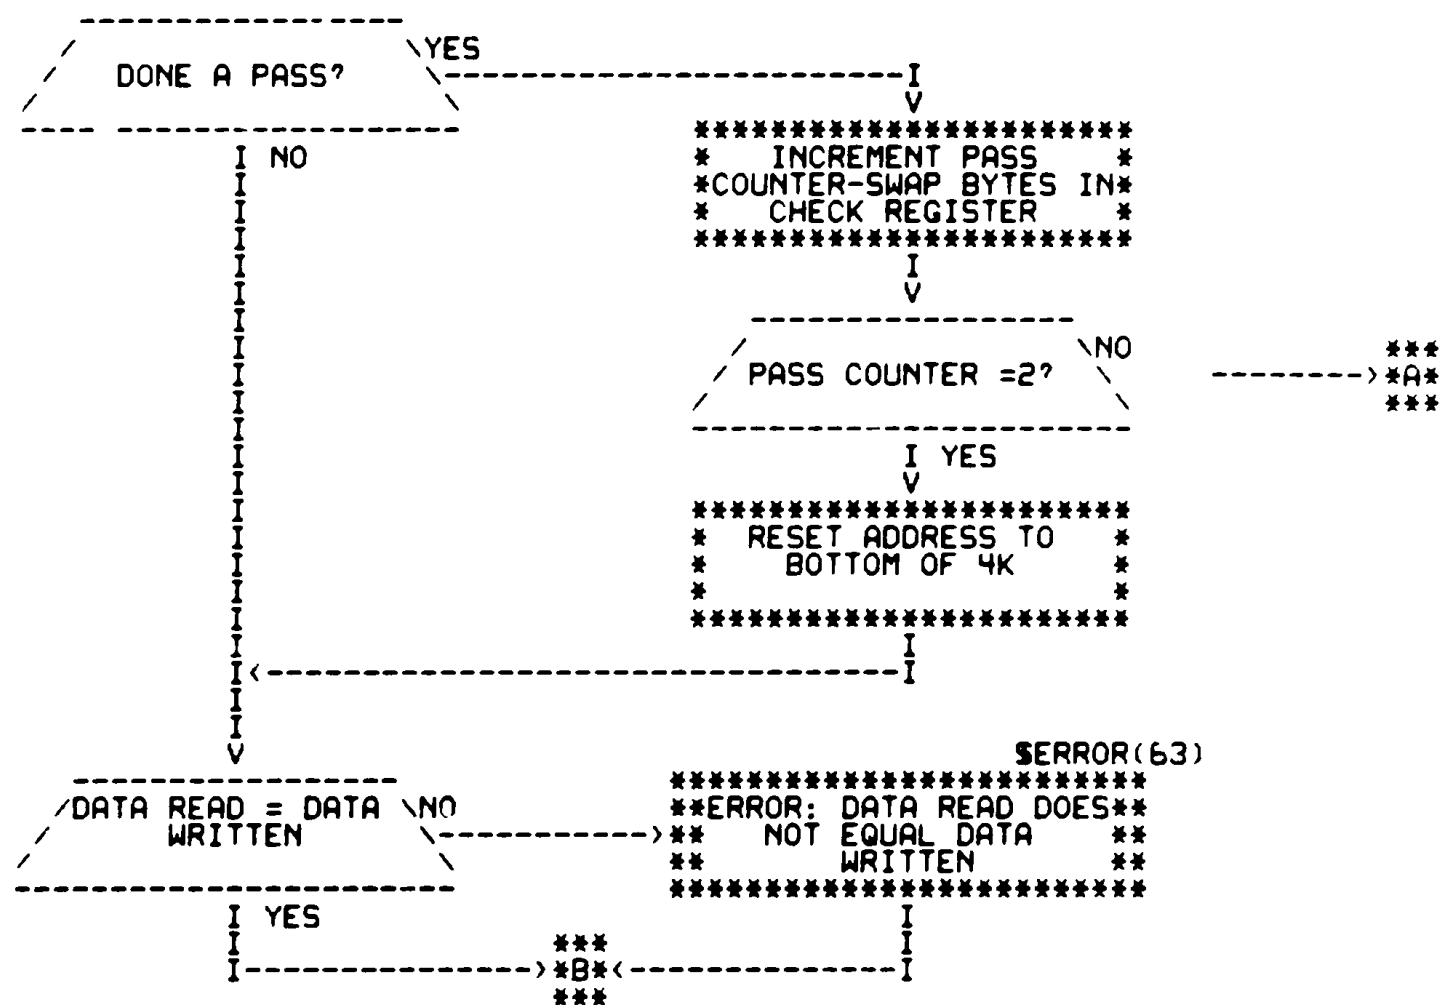 YES
DONE A PASS?
NO
INCREMENT PASS
COUNTER-SWAP BYTES IN
CHECK REGISTER
NO
PASS COUNTER =2?
A
YES
RESET ADDRESS TO
BOTTOM OF 4K
$ERROR(63)
DATA READ = DATA NO
WRITTEN
ERROR: DATA READ DOES
NOT EQUAL DATA
WRITTEN
YES
B